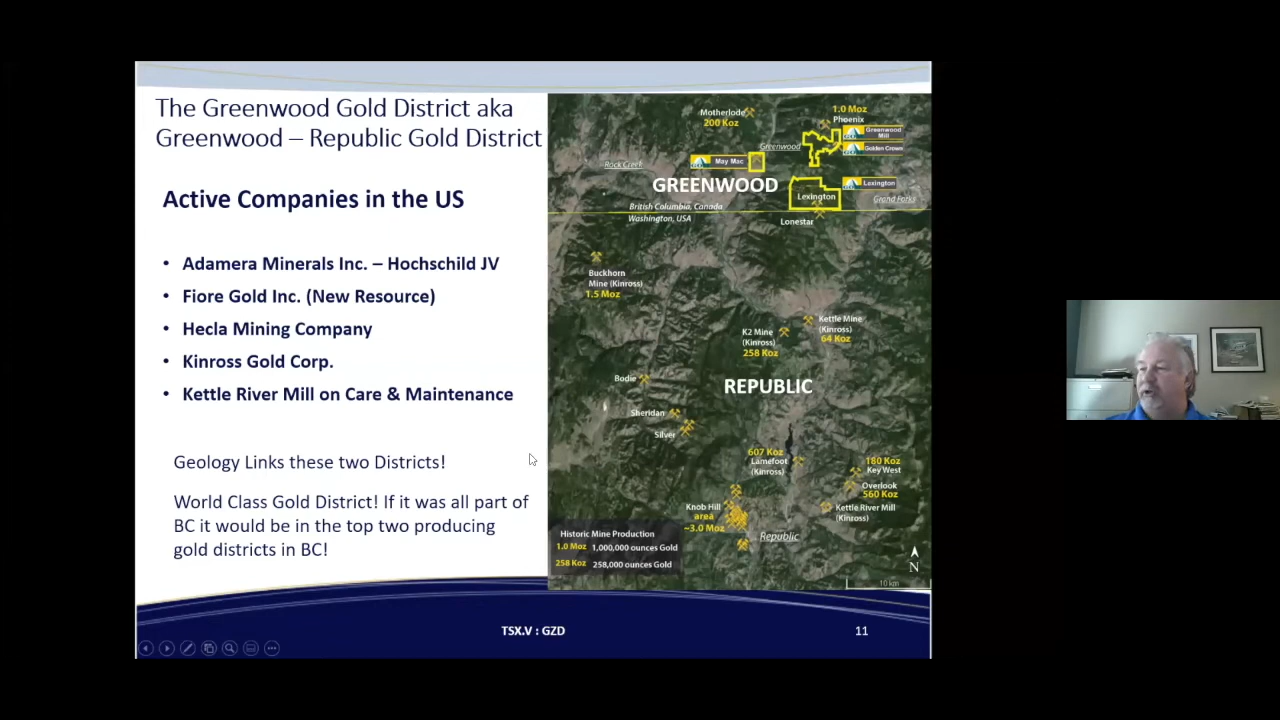 The Greenwood Gold District aka
Greenwood – Republic Gold District
Active Companies in the US
• Adamera Minerals Inc. – Hochschild JV
• Fiore Gold Inc. (New Resource)
• Hecla Mining Company
• Kinross Gold Corp.
• Kettle River Mill on Care & Maintenance
Geology Links these two Districts!
World Class Gold District! If it was all part of
BC it would be in the top two producing
gold districts in BC!
Motherlode
200 Koz
1.0 Moz
Phoenix
Greenwood
Mill
Golden Crown
Greenwood
Rock Creek
May Mac
GREENWOOD
Lexington
Lexington
Grand Forks
British Columbia, Canada
Washington, USA
Lonestar
Buckhorn
Mine (Kinross)
1.5 Moz
Kettle Mine
(Kinross)
64 Koz
K2 Mine
(Kinross)
258 Koz
Bodie
REPUBLIC
Sheridan
Silver
607 Koz
Lamefoot
(Kinross)
180 Koz
Key West
Overlook
560 Koz
Kettle River Mill
(Kinross)
Knob Hill
area
~3.0 Moz
Republic
Historic Mine Production
1.0 Moz 1,000,000 ounces Gold
258 Koz 258,000 ounces Gold
N
10 km
TSX.V : GZD
11